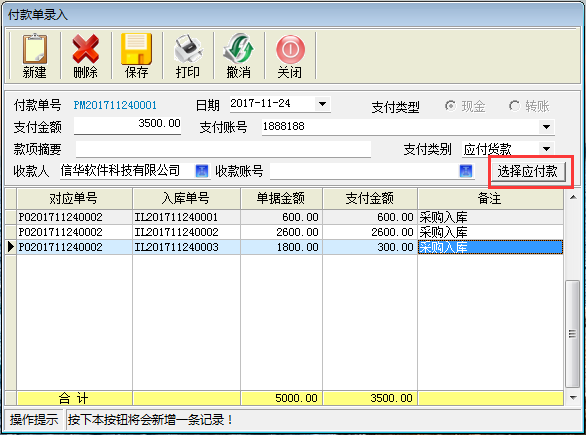 付款单录入
新建 删除 保存 打印 撤消 关闭
付款单号 PM201711240001 日期 2017-11-24 支付类型 现金 转账
支付金额 3500.00 支付账号 1888188
款项摘要 支付类别 应付货款
收款人 信华软件科技有限公司 收款账号 选择应付款
对应单号 入库单号 单据金额 支付金额 备注
PO201711240002 IL201711240001 600.00 600.00 采购入库
PO201711240002 IL201711240002 2600.00 2600.00 采购入库
PO201711240002 IL201711240003 1800.00 300.00 采购入库
合 计 5000.00 3500.00
操作提示 按下本按钮将会新增一条记录！